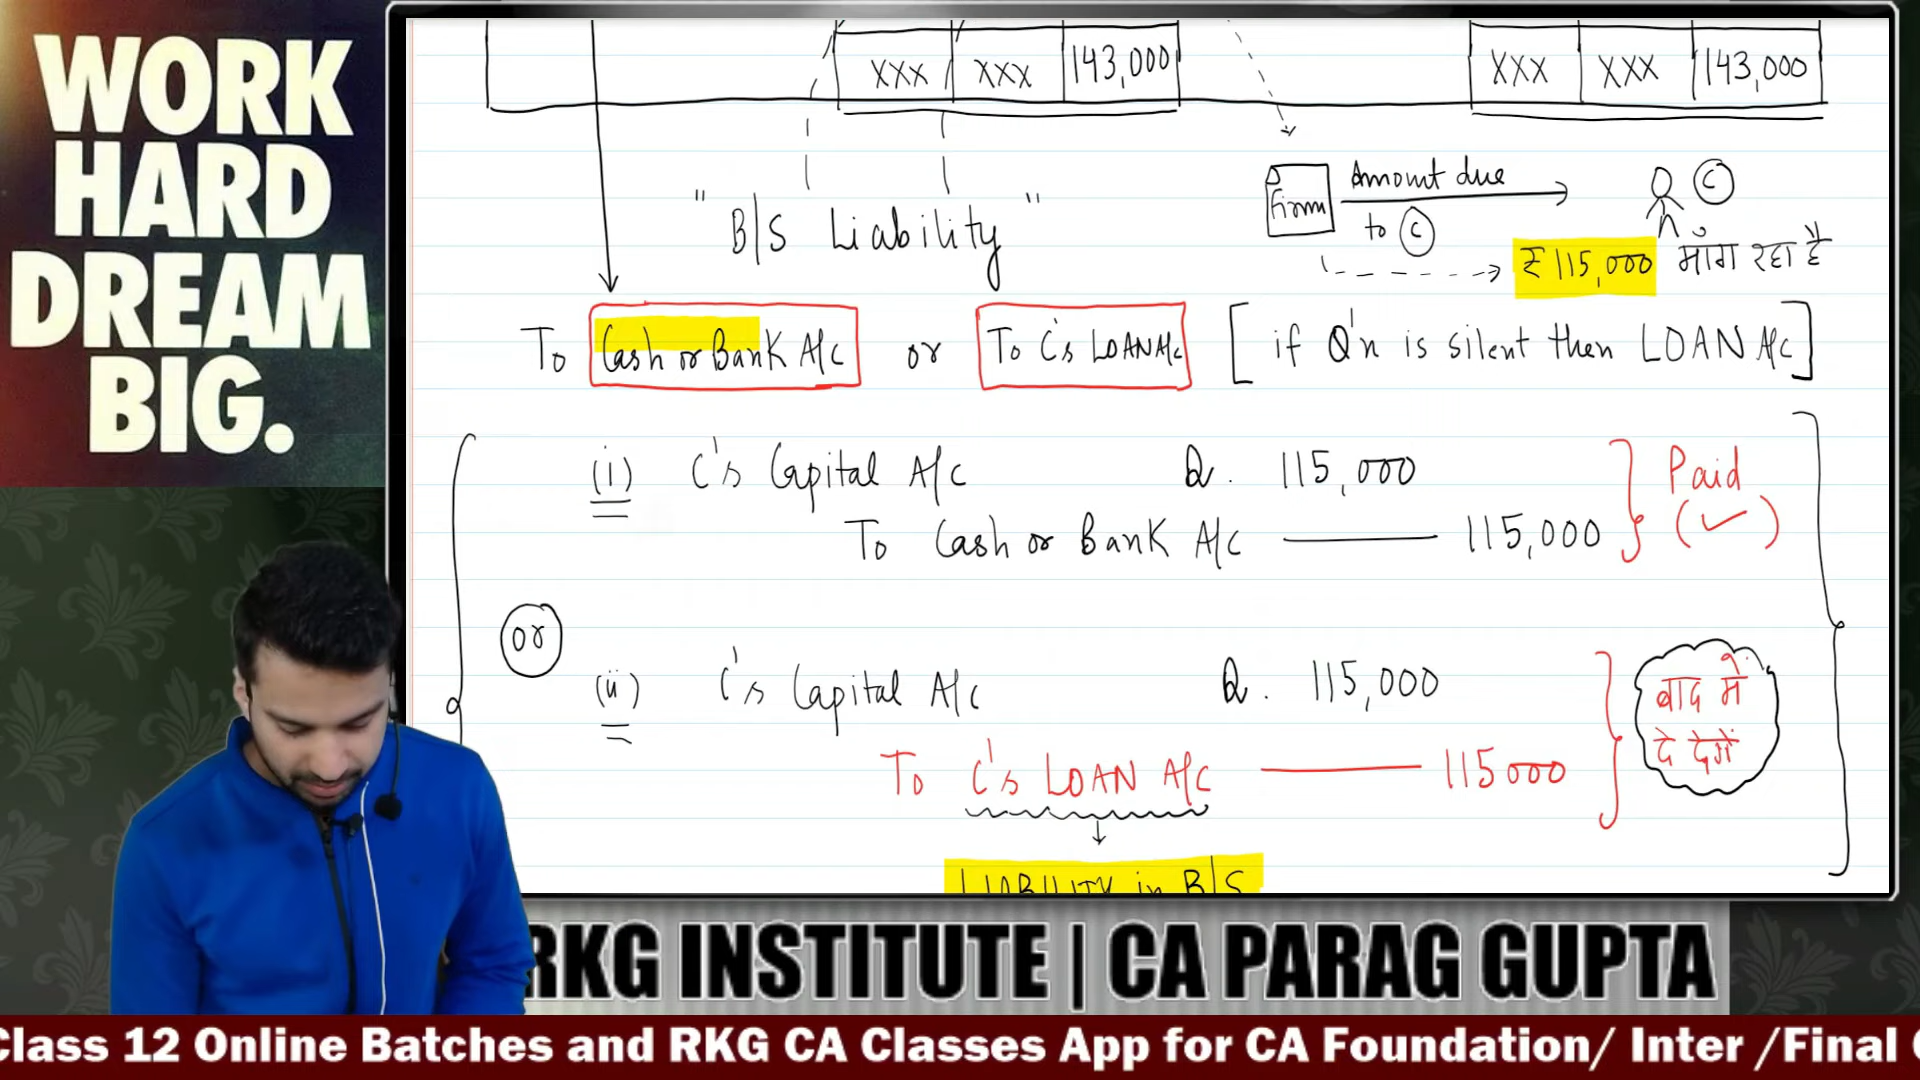 WORK
HARD
DREAM
BIG.
XXX XXX 143,000 XXX XXX 143,000
"B/S Liability"
Firm Amount due to C C
₹115,000 मांग रहा है
To Cash or Bank A/c or To C's LOAN A/c [if Q'n is silent then LOAN A/c]
(i) C's Capital A/c Dr. 115,000
To Cash or Bank A/c 115,000
Paid
(✓)
or
(ii) C's Capital A/c Dr. 115,000
To C's LOAN A/c 115000
बाद में
दे देंगे
LIABILITY in B/S
RKG INSTITUTE | CA PARAG GUPTA
Class 12 Online Batches and RKG CA Classes App for CA Foundation/ Inter /Final